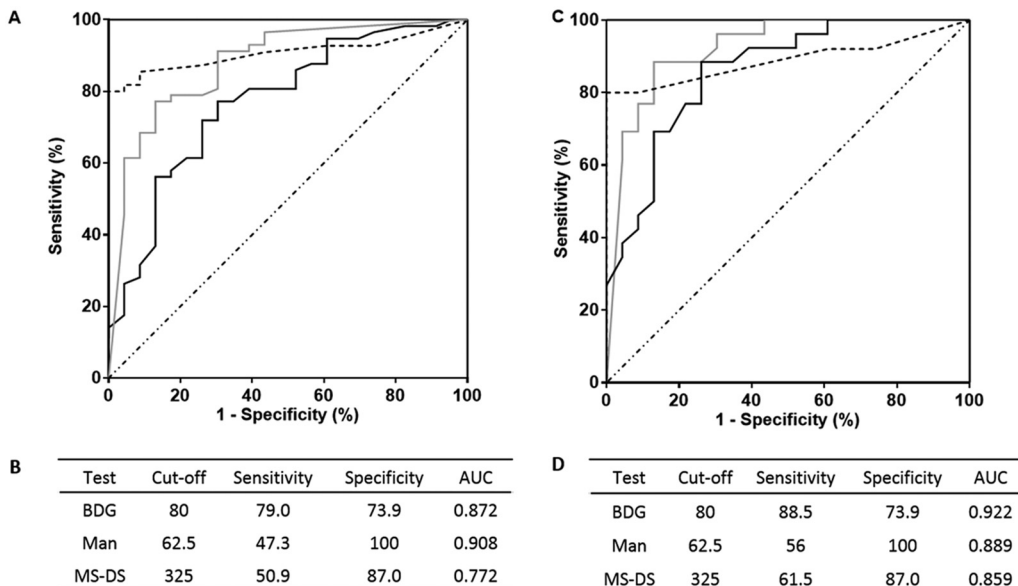 A
100
80
60
40
20
0
Sensitivity (%)
0 20 40 60 80 100
1 - Specificity (%)
B
Test Cut-off Sensitivity Specificity AUC
BDG 80 79.0 73.9 0.872
Man 62.5 47.3 100 0.908
MS-DS 325 50.9 87.0 0.772
C
100
80
60
40
20
0
Sensitivity (%)
0 20 40 60 80 100
1 - Specificity (%)
D
Test Cut-off Sensitivity Specificity AUC
BDG 80 88.5 73.9 0.922
Man 62.5 56 100 0.889
MS-DS 325 61.5 87.0 0.859